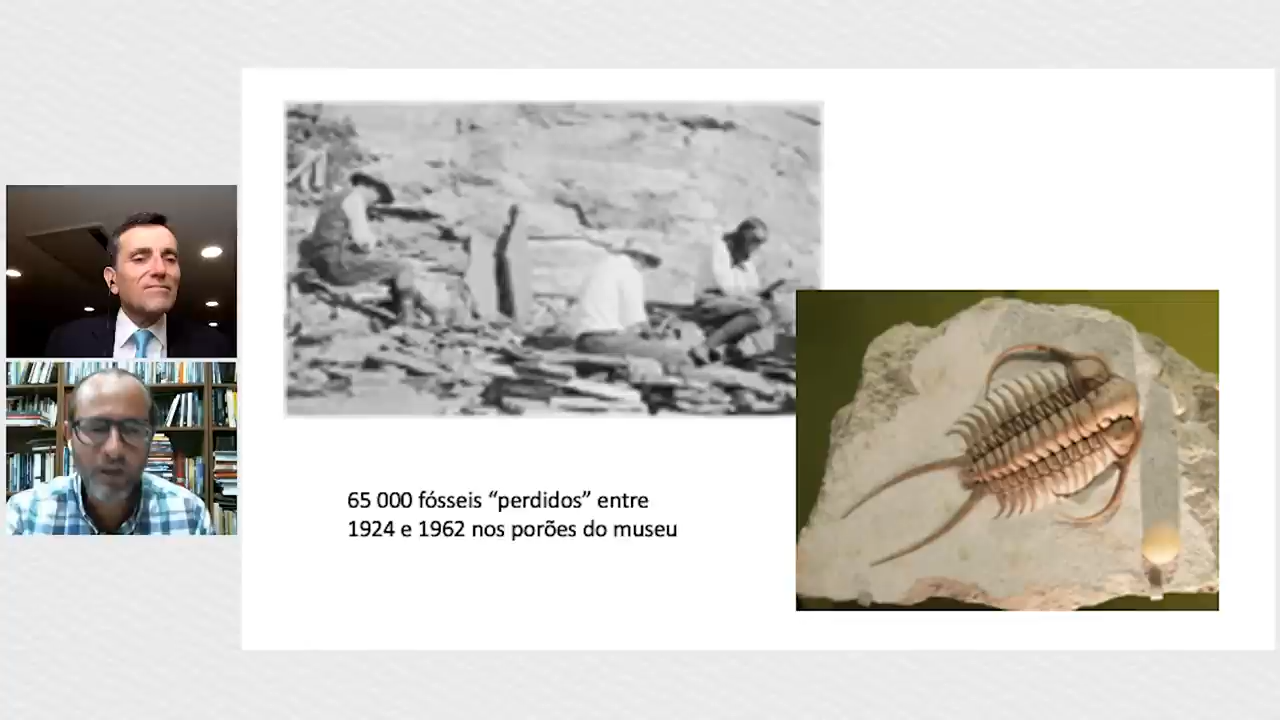 65 000 fósseis “perdidos” entre
1924 e 1962 nos porões do museu